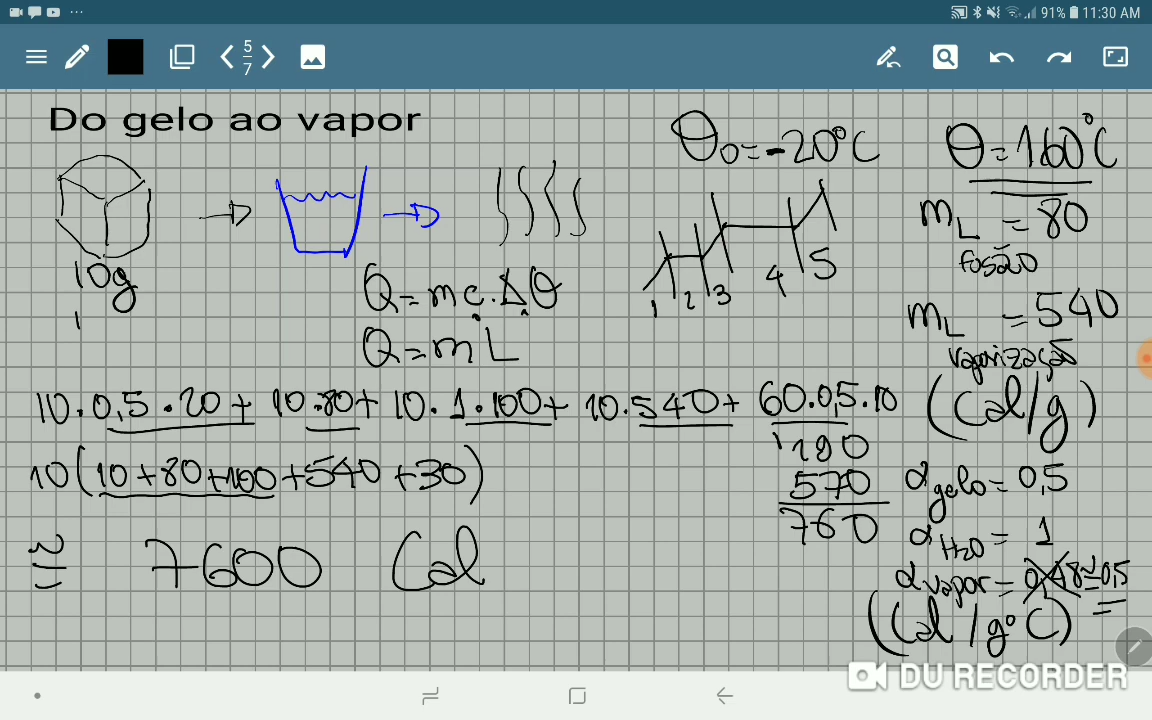 91% 11:30 AM
5
7
Do gelo ao vapor
θ₀=-20°C
θ=160°C
10g
Q=mc.Δθ
Q=mL
1 2 3 4 5
mL =80
fusão
mL =540
vaporização
(Cal/g)
10.0,5.20+10.80+10.1.100+10.540+60.0,5.10
10(10+80+100+540+30)
190
570
760
≅ 7600 Cal
αgelo=0,5
αH₂O=1
αvapor=0,48≅0,5
(Cal/g°C)
DU RECORDER